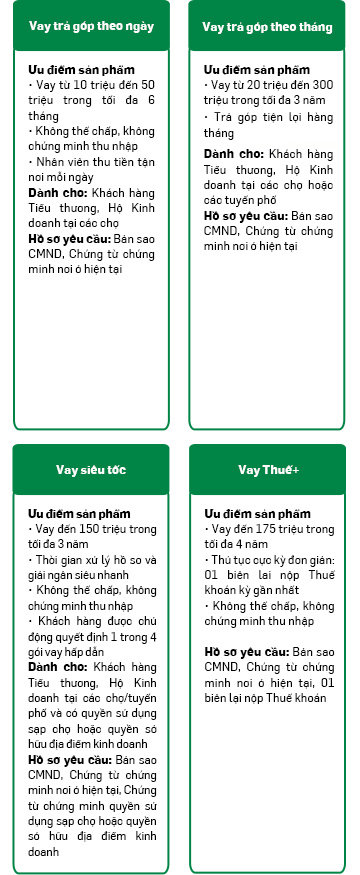 Vay trả góp theo ngày
Ưu điểm sản phẩm
• Vay từ 10 triệu đến 50
triệu trong tối đa 6
tháng
• Không thế chấp, không
chứng minh thu nhập
• Nhân viên thu tiền tận
nơi mỗi ngày
Dành cho: Khách hàng
Tiểu thương, Hộ Kinh
doanh tại các chợ
Hồ sơ yêu cầu: Bản sao
CMND, Chứng từ chứng
minh nơi ở hiện tại
Vay trả góp theo tháng
Ưu điểm sản phẩm
• Vay từ 20 triệu đến 300
triệu trong tối đa 3 năm
• Trả góp tiện lợi hàng
tháng
Dành cho: Khách hàng
Tiểu thương, Hộ Kinh
doanh tại các chợ hoặc
các tuyến phố
Hồ sơ yêu cầu: Bản sao
CMND, Chứng từ chứng
minh nơi ở hiện tại
Vay siêu tốc
Ưu điểm sản phẩm
• Vay đến 150 triệu trong
tối đa 3 năm
• Thời gian xử lý hồ sơ và
giải ngân siêu nhanh
• Không thế chấp, không
chứng minh thu nhập
• Khách hàng được chủ
động quyết định 1 trong 4
gói vay hấp dẫn
Dành cho: Khách hàng
Tiểu thương, Hộ Kinh
doanh tại các chợ/tuyến
phố và có quyền sử dụng
sạp chợ hoặc quyền sở
hữu địa điểm kinh doanh
Hồ sơ yêu cầu: Bản sao
CMND, Chứng từ chứng
minh nơi ở hiện tại, Chứng
từ chứng minh quyền sử
dụng sạp chợ hoặc quyền
sở hữu địa điểm kinh
doanh
Vay Thuế+
Ưu điểm sản phẩm
• Vay đến 175 triệu trong
tối đa 4 năm
• Thủ tục cực kỳ đơn giản:
01 biên lai nộp Thuế
khoán kỳ gần nhất
• Không thế chấp, không
chứng minh thu nhập
Hồ sơ yêu cầu: Bản sao
CMND, Chứng từ chứng
minh nơi ở hiện tại, 01
biên lai nộp Thuế khoán